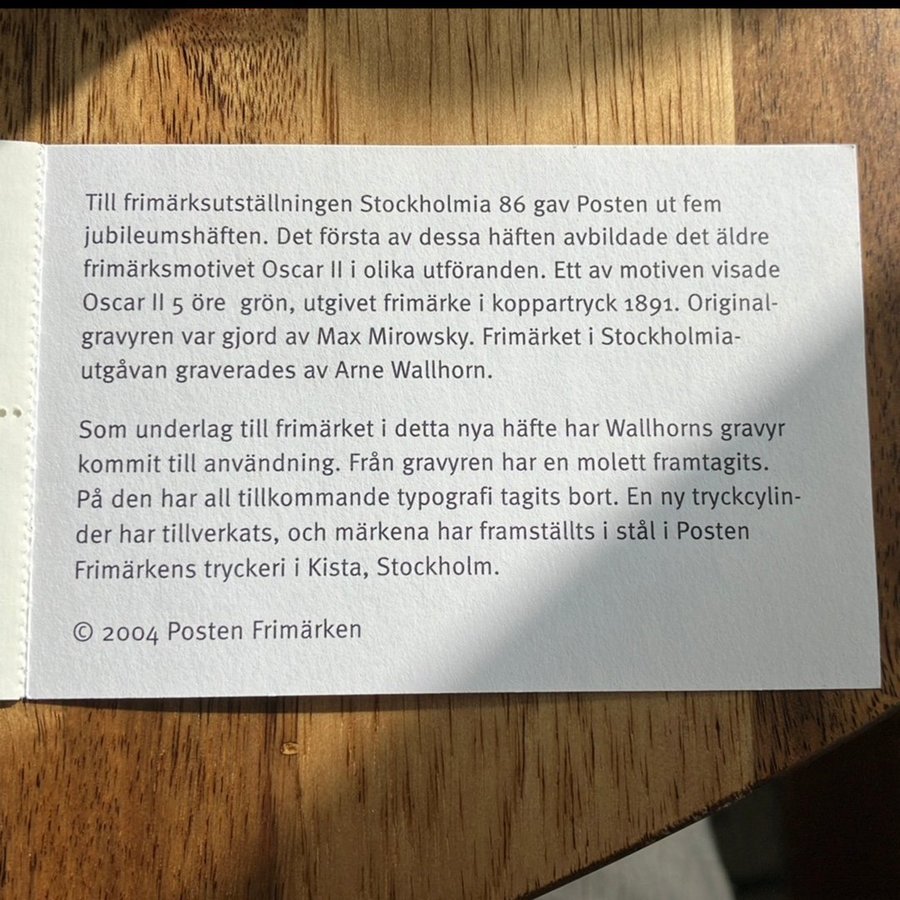 Till frimärksutställningen Stockholmia 86 gav Posten ut fem
jubileumshäften. Det första av dessa häften avbildade det äldre
frimärksmotivet Oscar II i olika utföranden. Ett av motiven visade
Oscar II 5 öre  grön, utgivet frimärke i koppartryck 1891. Original-
gravyren var gjord av Max Mirowsky. Frimärket i Stockholmia-
utgåvan graverades av Arne Wallhorn.
Som underlag till frimärket i detta nya häfte har Wallhorns gravyr
kommit till användning. Från gravyren har en molett framtagits.
På den har all tillkommande typografi tagits bort. En ny tryckcylin-
der har tillverkats, och märkena har framställts i stål i Posten
Frimärkens tryckeri i Kista, Stockholm.
© 2004 Posten Frimärken